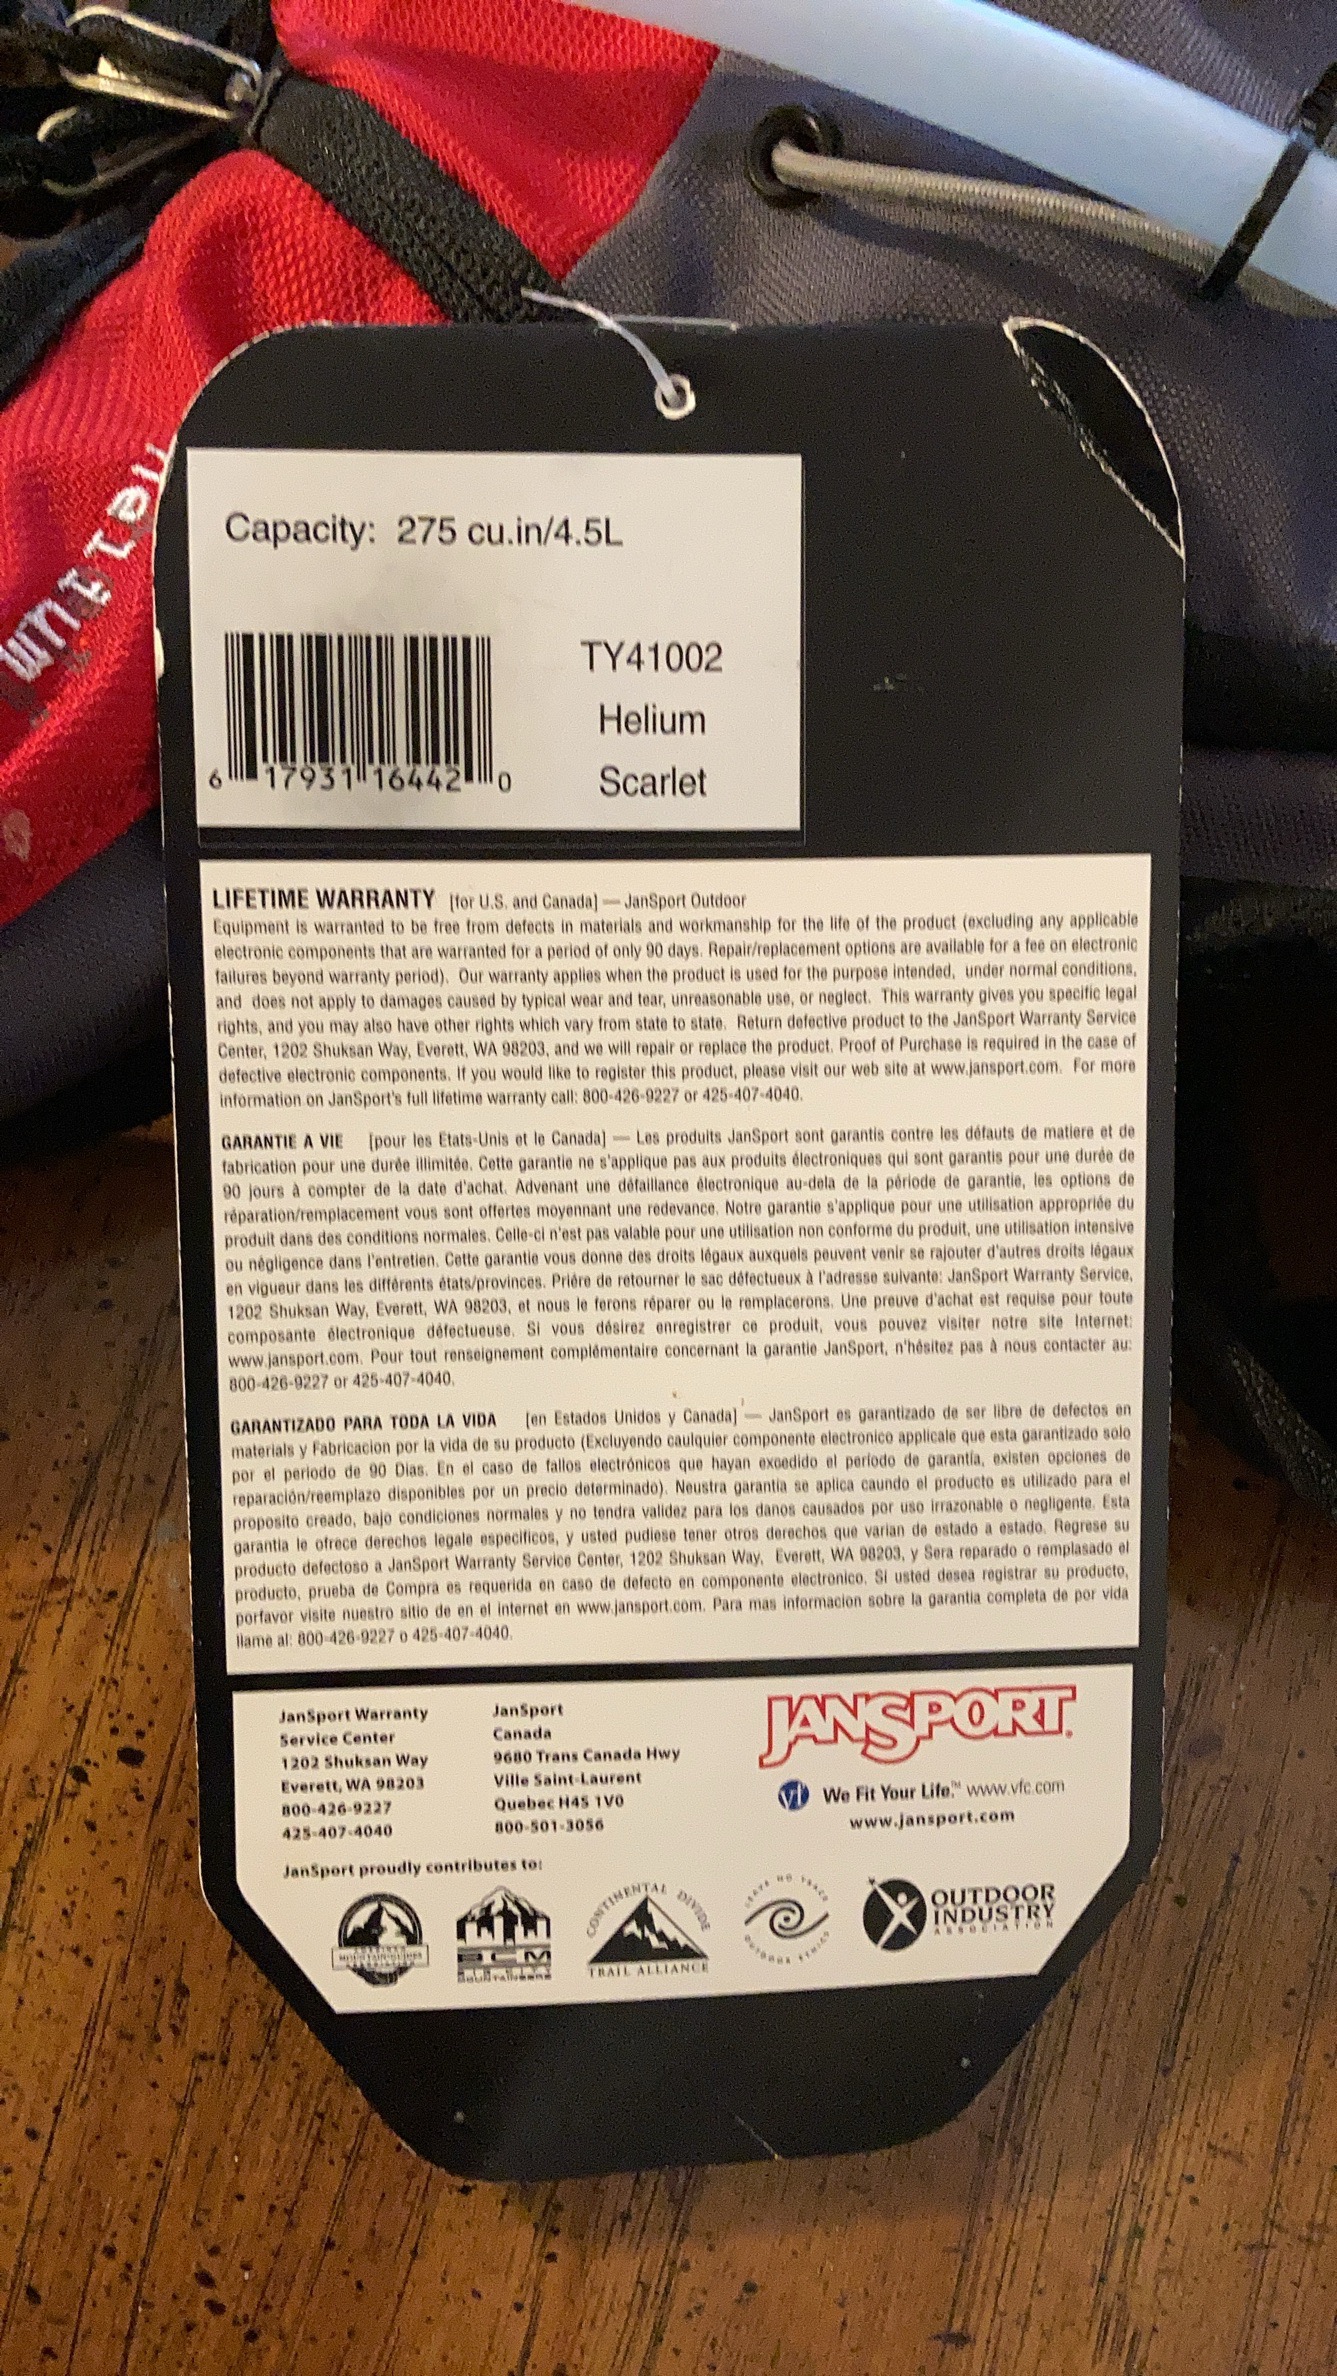 Capacity: 275 cu.in/4.5L
TY41002
Helium
Scarlet
6 17931 16442 0
LIFETIME WARRANTY [for U.S. and Canada] — JanSport Outdoor
Equipment is warranted to be free from defects in materials and workmanship for the life of the product (excluding any applicable
electronic components that are warranted for a period of only 90 days. Repair/replacement options are available for a fee on electronic
failures beyond warranty period). Our warranty applies when the product is used for the purpose intended, under normal conditions,
and does not apply to damages caused by typical wear and tear, unreasonable use, or neglect. This warranty gives you specific legal
rights, and you may also have other rights which vary from state to state. Return defective product to the JanSport Warranty Service
Center, 1202 Shuksan Way, Everett, WA 98203, and we will repair or replace the product. Proof of Purchase is required in the case of
defective electronic components. If you would like to register this product, please visit our web site at www.jansport.com. For more
information on JanSport's full lifetime warranty call: 800-426-9227 or 425-407-4040.
GARANTIE A VIE [pour les Etats-Unis et le Canada] — Les produits JanSport sont garantis contre les défauts de matiere et de
fabrication pour une durée illimitée. Cette garantie ne s'applique pas aux produits électroniques qui sont garantis pour une durée de
90 jours à compter de la date d'achat. Advenant une défaillance électronique au-dela de la période de garantie, les options de
réparation/remplacement vous sont offertes moyennant une redevance. Notre garantie s'applique pour une utilisation appropriée du
produit dans des conditions normales. Celle-ci n'est pas valable pour une utilisation non conforme du produit, une utilisation intensive
ou négligence dans l'entretien. Cette garantie vous donne des droits légaux auxquels peuvent venir se rajouter d'autres droits légaux
en vigueur dans les différents états/provinces. Priére de retourner le sac défectueux à l'adresse suivante: JanSport Warranty Service,
1202 Shuksan Way, Everett, WA 98203, et nous le ferons réparer ou le remplacerons. Une preuve d'achat est requise pour toute
composante électronique défectueuse. Si vous désirez enregistrer ce produit, vous pouvez visiter notre site Internet:
www.jansport.com. Pour tout renseignement complémentaire concernant la garantie JanSport, n'hésitez pas à nous contacter au:
800-426-9227 or 425-407-4040.
GARANTIZADO PARA TODA LA VIDA [en Estados Unidos y Canada] — JanSport es garantizado de ser libre de defectos en
materials y Fabricacion por la vida de su producto (Excluyendo caulquier componente electronico applicale que esta garantizado solo
por el periodo de 90 Dias. En el caso de fallos electrónicos que hayan excedido el período de garantía, existen opciones de
reparación/reemplazo disponibles por un precio determinado). Neustra garantia se aplica caundo el producto es utilizado para el
proposito creado, bajo condiciones normales y no tendra validez para los danos causados por uso irrazonable o negligente. Esta
garantia le ofrece derechos legale especificos, y usted pudiese tener otros derechos que varian de estado a estado. Regrese su
producto defectoso a JanSport Warranty Service Center, 1202 Shuksan Way, Everett, WA 98203, y Sera reparado o remplasado el
producto, prueba de Compra es requerida en caso de defecto en componente electronico. Si usted desea registrar su producto,
porfavor visite nuestro sitio de en el internet en www.jansport.com. Para mas informacion sobre la garantia completa de por vida
llame al: 800-426-9227 o 425-407-4040.
JanSport Warranty
Service Center
1202 Shuksan Way
Everett, WA 98203
800-426-9227
425-407-4040
JanSport
Canada
9680 Trans Canada Hwy
Ville Saint-Laurent
Quebec H4S 1V0
800-501-3056
JANSPORT
vf We Fit Your Life.™ www.vfc.com
www.jansport.com
JanSport proudly contributes to:
CONTINENTAL DIVIDE
TRAIL ALLIANCE
LEAVE NO TRACE
OUTDOOR ETHICS
OUTDOOR
INDUSTRY
ASSOCIATION